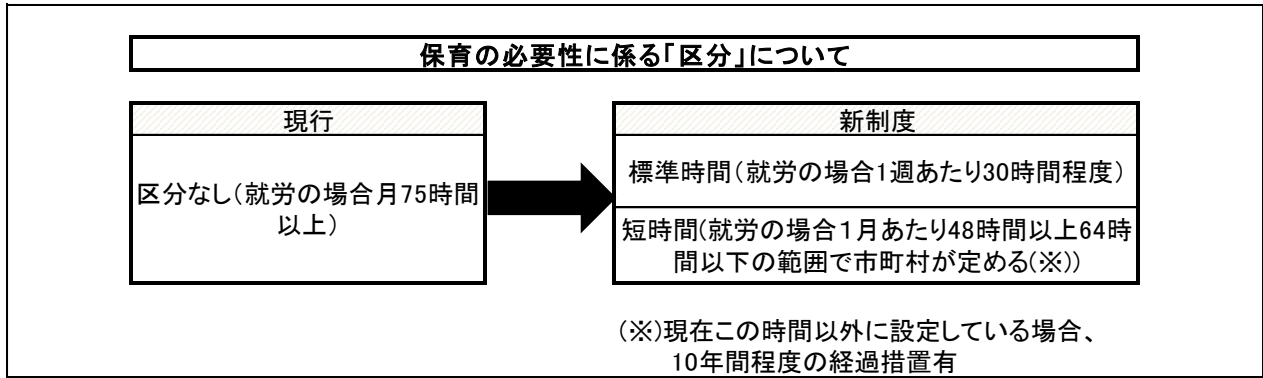 保育の必要性に係る「区分」について
現行
区分なし(就労の場合月75時間
以上)
新制度
標準時間(就労の場合1週あたり30時間程度)
短時間(就労の場合１月あたり48時間以上64時
間以下の範囲で市町村が定める(※))
(※)現在この時間以外に設定している場合、
10年間程度の経過措置有